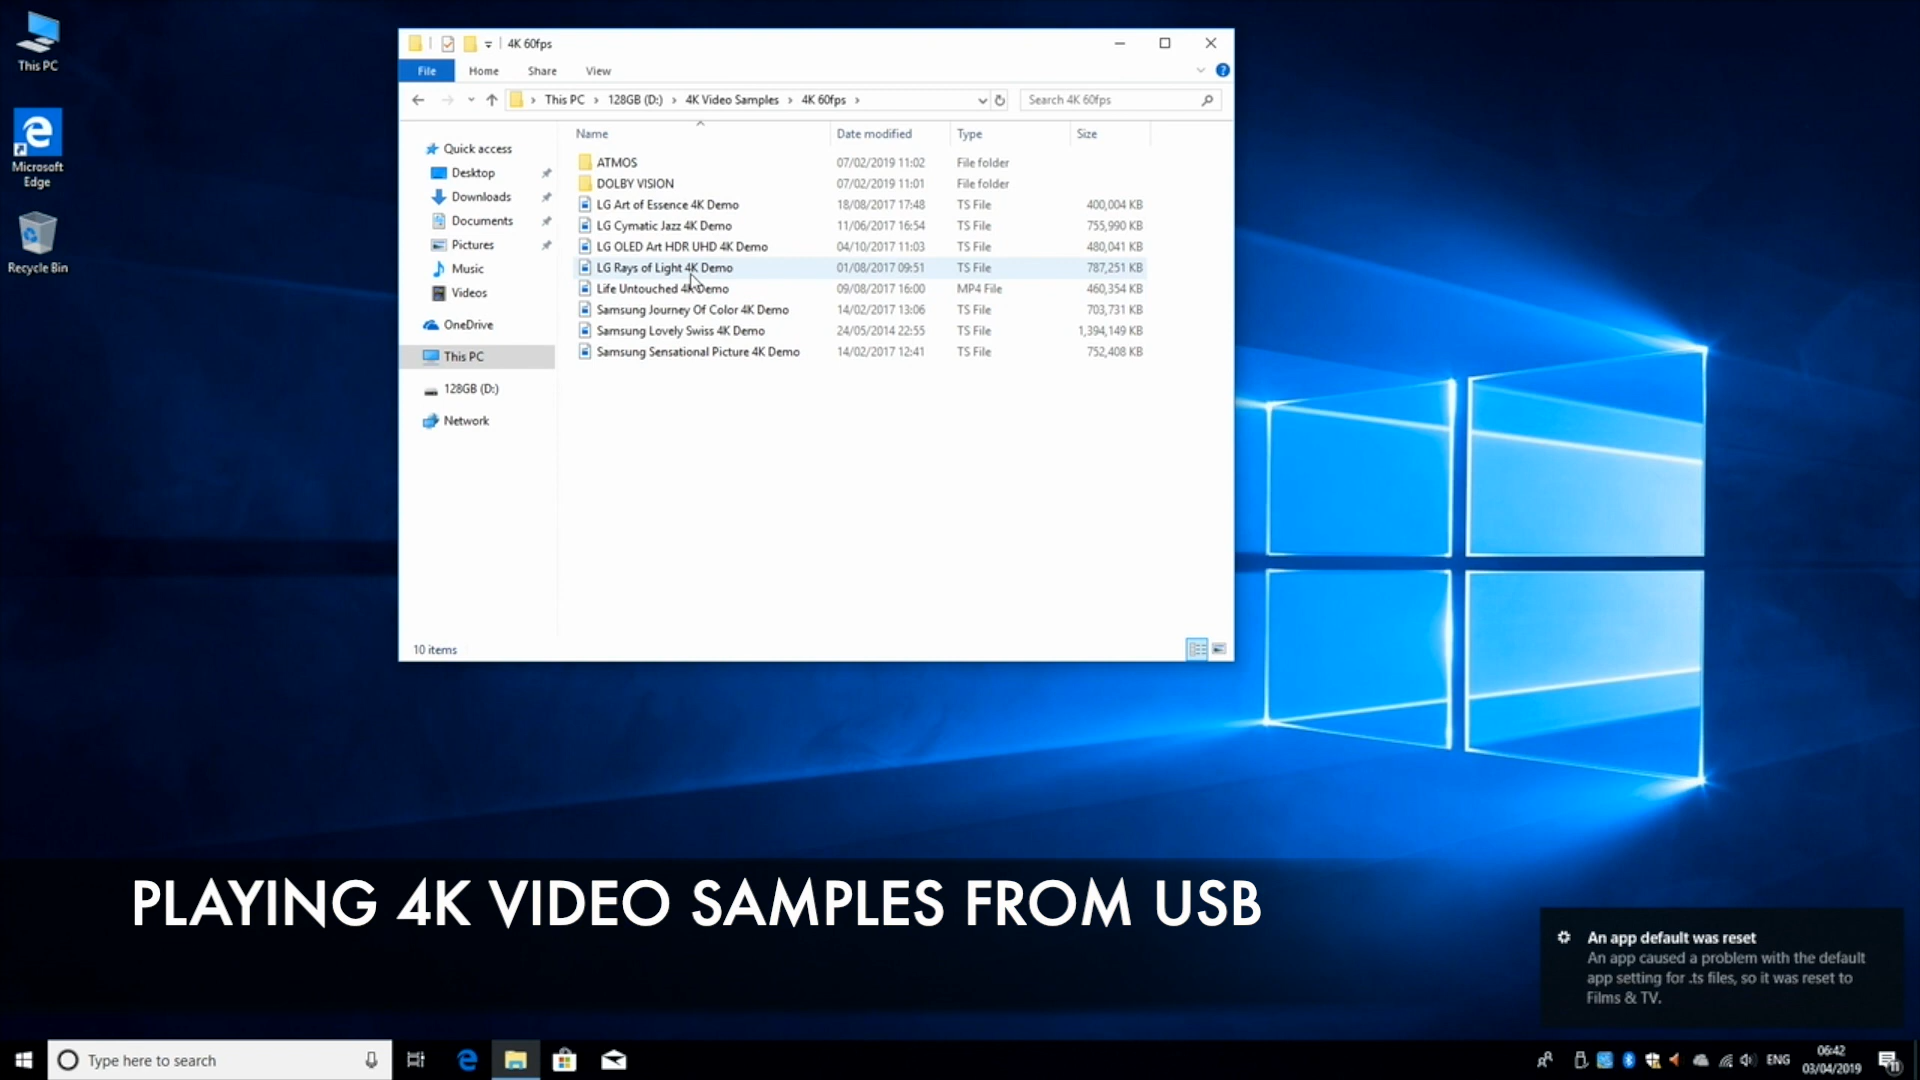 This PC
Microsoft
Edge
Recycle Bin
4K 60fps
File Home Share View
This PC 128GB (D:) 4K Video Samples 4K 60fps
Search 4K 60fps
Quick access
Desktop
Downloads
Documents
Pictures
Music
Videos
OneDrive
This PC
128GB (D:)
Network
Name Date modified Type Size
ATMOS 07/02/2019 11:02 File folder
DOLBY VISION 07/02/2019 11:01 File folder
LG Art of Essence 4K Demo 18/08/2017 17:48 TS File 400,004 KB
LG Cymatic Jazz 4K Demo 11/06/2017 16:54 TS File 755,990 KB
LG OLED Art HDR UHD 4K Demo 04/10/2017 11:03 TS File 480,041 KB
LG Rays of Light 4K Demo 01/08/2017 09:51 TS File 787,251 KB
Life Untouched 4K Demo 09/08/2017 16:00 MP4 File 460,354 KB
Samsung Journey Of Color 4K Demo 14/02/2017 13:06 TS File 703,731 KB
Samsung Lovely Swiss 4K Demo 24/05/2014 22:55 TS File 1,394,149 KB
Samsung Sensational Picture 4K Demo 14/02/2017 12:41 TS File 752,408 KB
10 items
PLAYING 4K VIDEO SAMPLES FROM USB
An app default was reset
An app caused a problem with the default
app setting for .ts files, so it was reset to
Films & TV.
Type here to search
ENG
06:42
03/04/2019
11